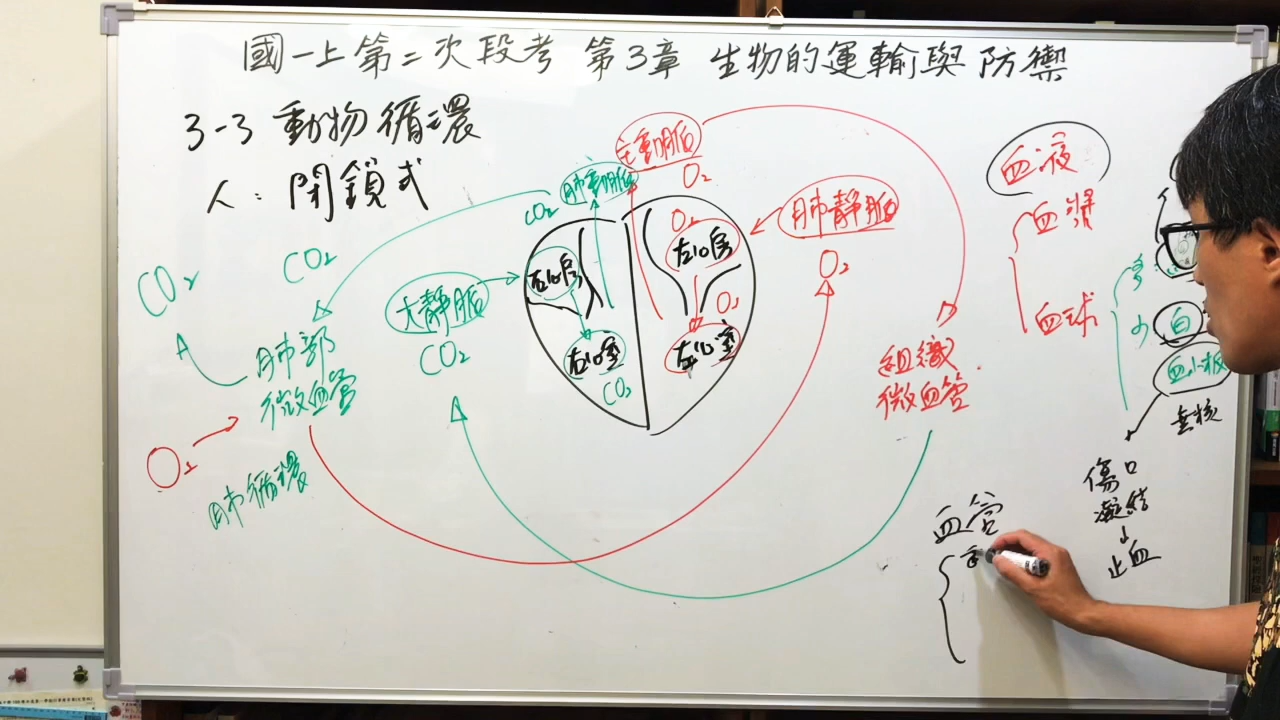 國一上第二次段考 第3章 生物的運輸與防禦
3-3 動物循環
人：閉鎖式
主動脈
O₂
肺動脈
CO₂
CO₂
CO₂
肺部
微血管
O₂
肺循環
大靜脈
CO₂
右心房
右心室
CO₂
O₂
左心房
O₂
左心室
肺靜脈
O₂
組織
微血管
血液
血漿
血球
多
少
白
血小板
無核
傷口
凝結
↓
止血
血管